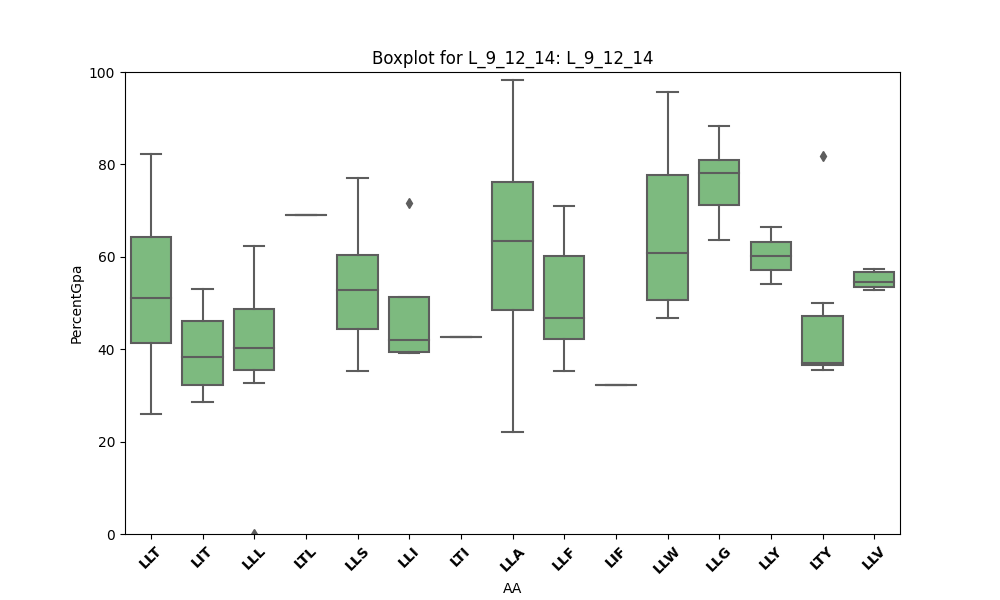 Boxplot for L_9_12_14: L_9_12_14
100
80
60
40
20
0
PercentGpa
LLT LIT LLL LTL LLS LLI LTI LLA LLF LIF LLW LLG LLY LTY LLV
AA